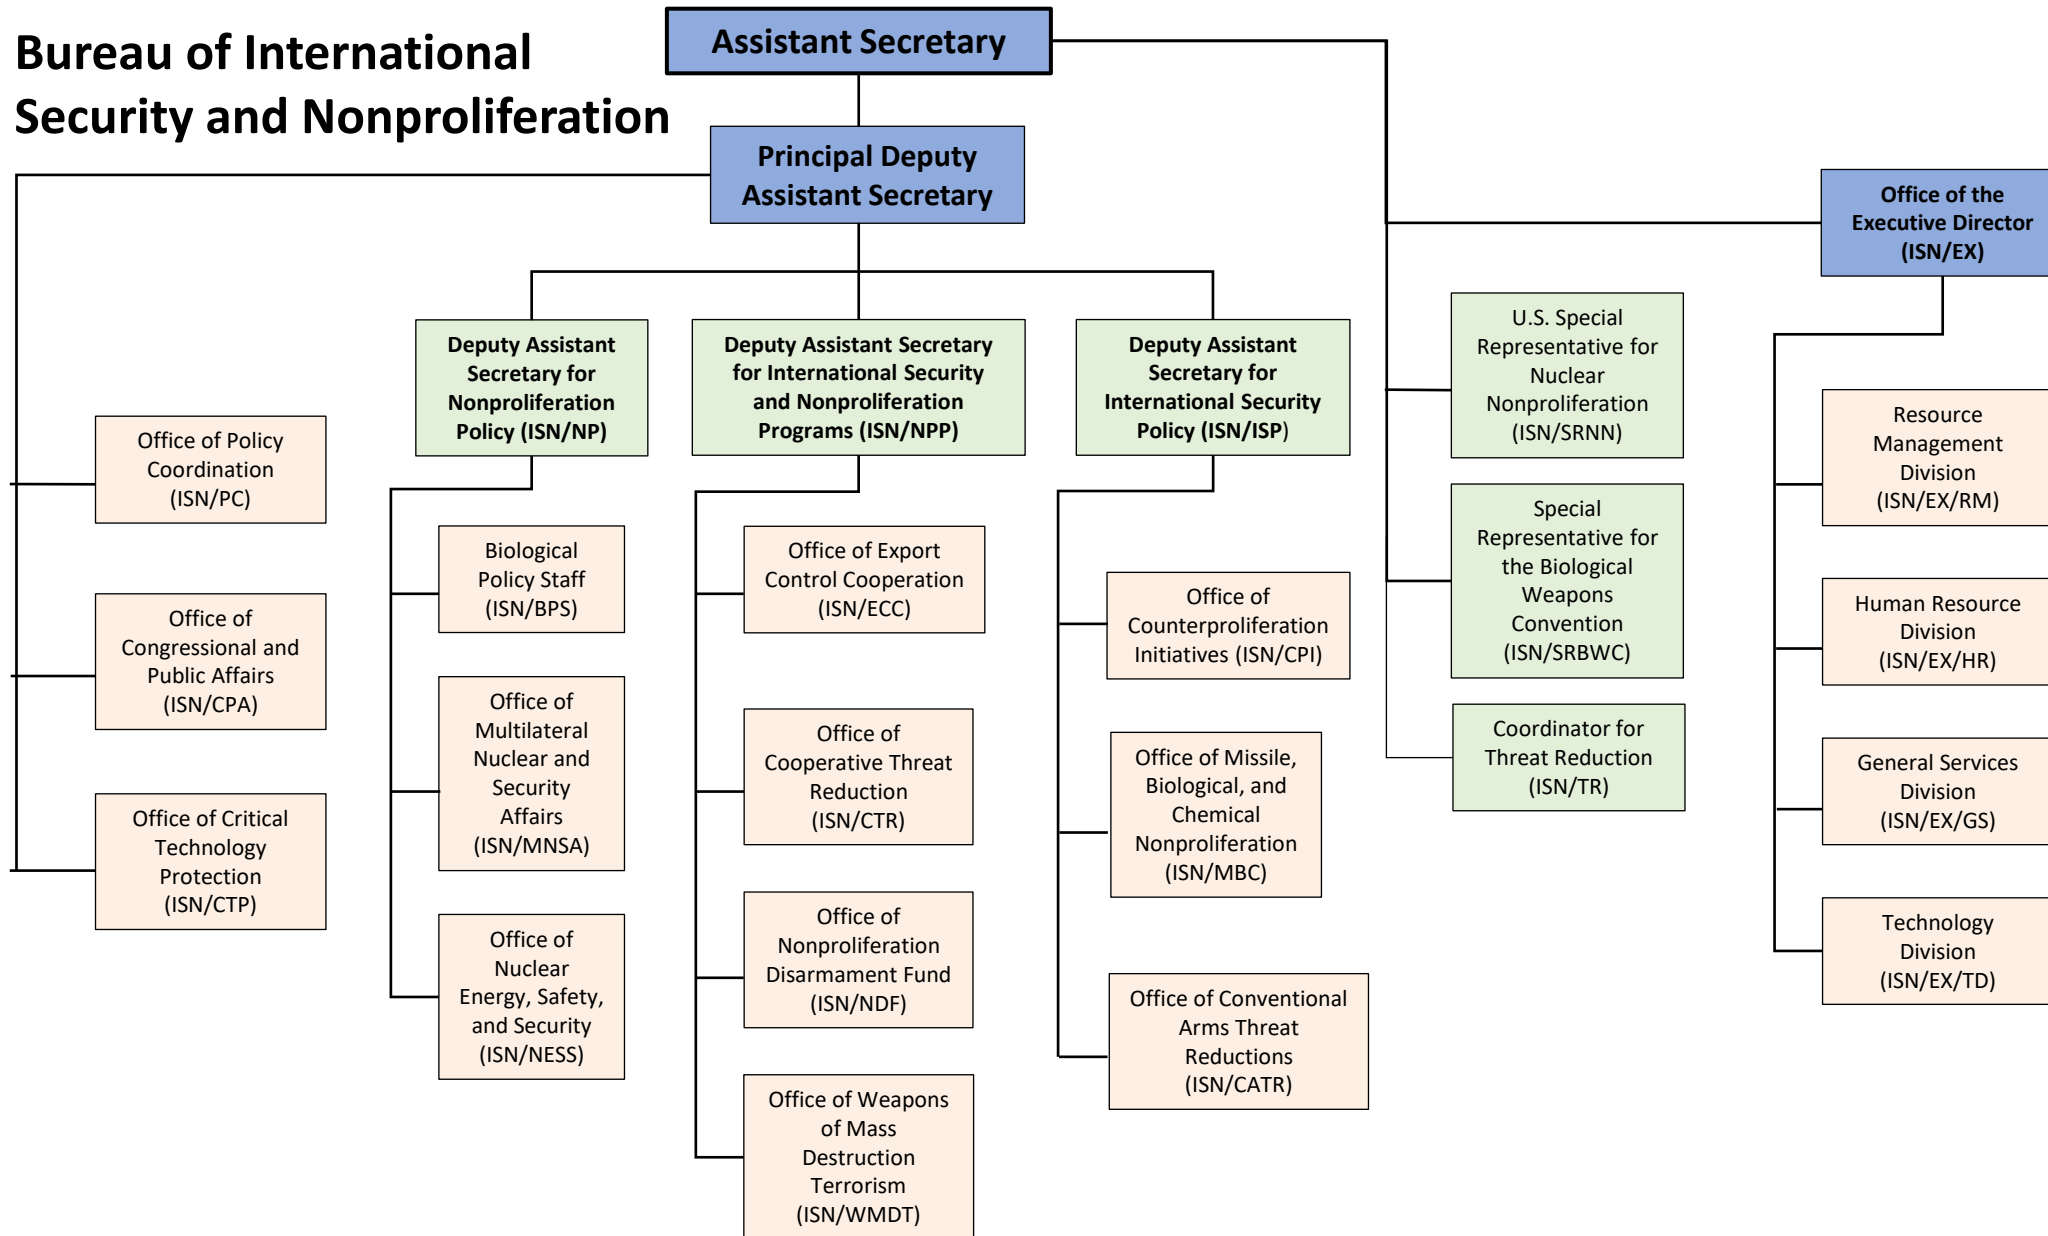 Bureau of International
Security and Nonproliferation
Assistant Secretary
Principal Deputy
Assistant Secretary
Office of the
Executive Director
(ISN/EX)
Office of Policy
Coordination
(ISN/PC)
Office of
Congressional and
Public Affairs
(ISN/CPA)
Office of Critical
Technology
Protection
(ISN/CTP)
Deputy Assistant
Secretary for
Nonproliferation
Policy (ISN/NP)
Biological
Policy Staff
(ISN/BPS)
Office of
Multilateral
Nuclear and
Security
Affairs
(ISN/MNSA)
Office of
Nuclear
Energy, Safety,
and Security
(ISN/NESS)
Deputy Assistant Secretary
for International Security
and Nonproliferation
Programs (ISN/NPP)
Office of Export
Control Cooperation
(ISN/ECC)
Office of
Cooperative Threat
Reduction
(ISN/CTR)
Office of
Nonproliferation
Disarmament Fund
(ISN/NDF)
Office of Weapons
of Mass
Destruction
Terrorism
(ISN/WMDT)
Deputy Assistant
Secretary for
International Security
Policy (ISN/ISP)
Office of
Counterproliferation
Initiatives (ISN/CPI)
Office of Missile,
Biological, and
Chemical
Nonproliferation
(ISN/MBC)
Office of Conventional
Arms Threat
Reductions
(ISN/CATR)
U.S. Special
Representative for
Nuclear
Nonproliferation
(ISN/SRNN)
Special
Representative for
the Biological
Weapons
Convention
(ISN/SRBWC)
Coordinator for
Threat Reduction
(ISN/TR)
Resource
Management
Division
(ISN/EX/RM)
Human Resource
Division
(ISN/EX/HR)
General Services
Division
(ISN/EX/GS)
Technology
Division
(ISN/EX/TD)